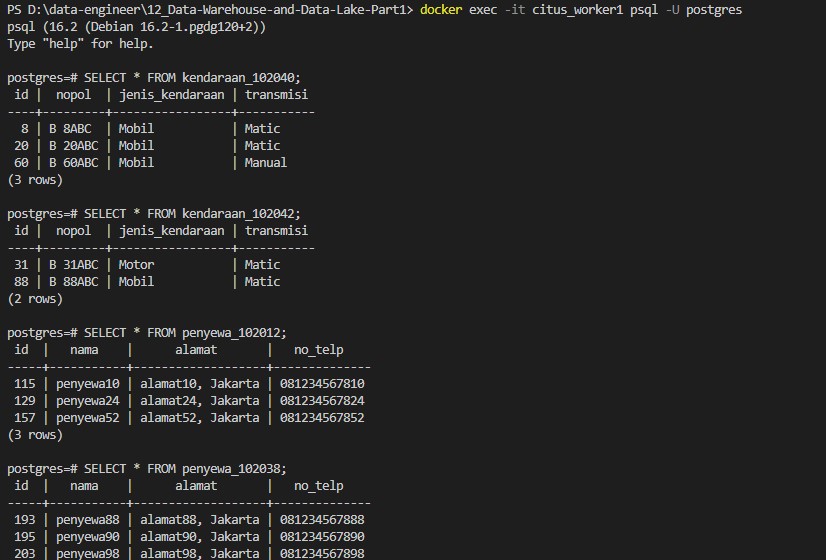 PS D:\data-engineer\12_Data-Warehouse-and-Data-Lake-Part1> docker exec -it citus_worker1 psql -U postgres
psql (16.2 (Debian 16.2-1.pgdg120+2))
Type "help" for help.

postgres=# SELECT * FROM kendaraan_102040;
 id |  nopol  | jenis_kendaraan | transmisi
----+---------+-----------------+-----------
  8 | B 8ABC  | Mobil           | Matic
 20 | B 20ABC | Mobil           | Matic
 60 | B 60ABC | Mobil           | Manual
(3 rows)

postgres=# SELECT * FROM kendaraan_102042;
 id |  nopol  | jenis_kendaraan | transmisi
----+---------+-----------------+-----------
 31 | B 31ABC | Motor           | Matic
 88 | B 88ABC | Mobil           | Matic
(2 rows)

postgres=# SELECT * FROM penyewa_102012;
 id  |   nama    |      alamat       |   no_telp
-----+-----------+-------------------+--------------
 115 | penyewa10 | alamat10, Jakarta | 081234567810
 129 | penyewa24 | alamat24, Jakarta | 081234567824
 157 | penyewa52 | alamat52, Jakarta | 081234567852
(3 rows)

postgres=# SELECT * FROM penyewa_102038;
 id  |   nama    |      alamat       |   no_telp
-----+-----------+-------------------+--------------
 193 | penyewa88 | alamat88, Jakarta | 081234567888
 195 | penyewa90 | alamat90, Jakarta | 081234567890
 203 | penyewa98 | alamat98, Jakarta | 081234567898